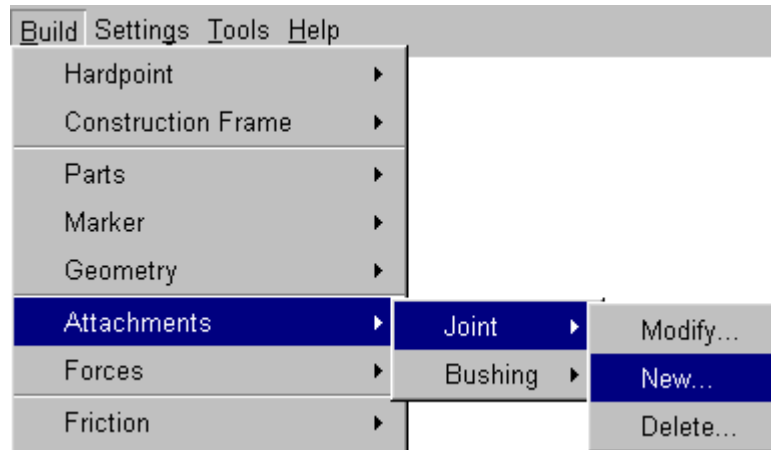 Build Settings Tools Help
Hardpoint
Construction Frame
Parts
Marker
Geometry
Attachments
Forces
Friction
Joint
Bushing
Modify...
New...
Delete...